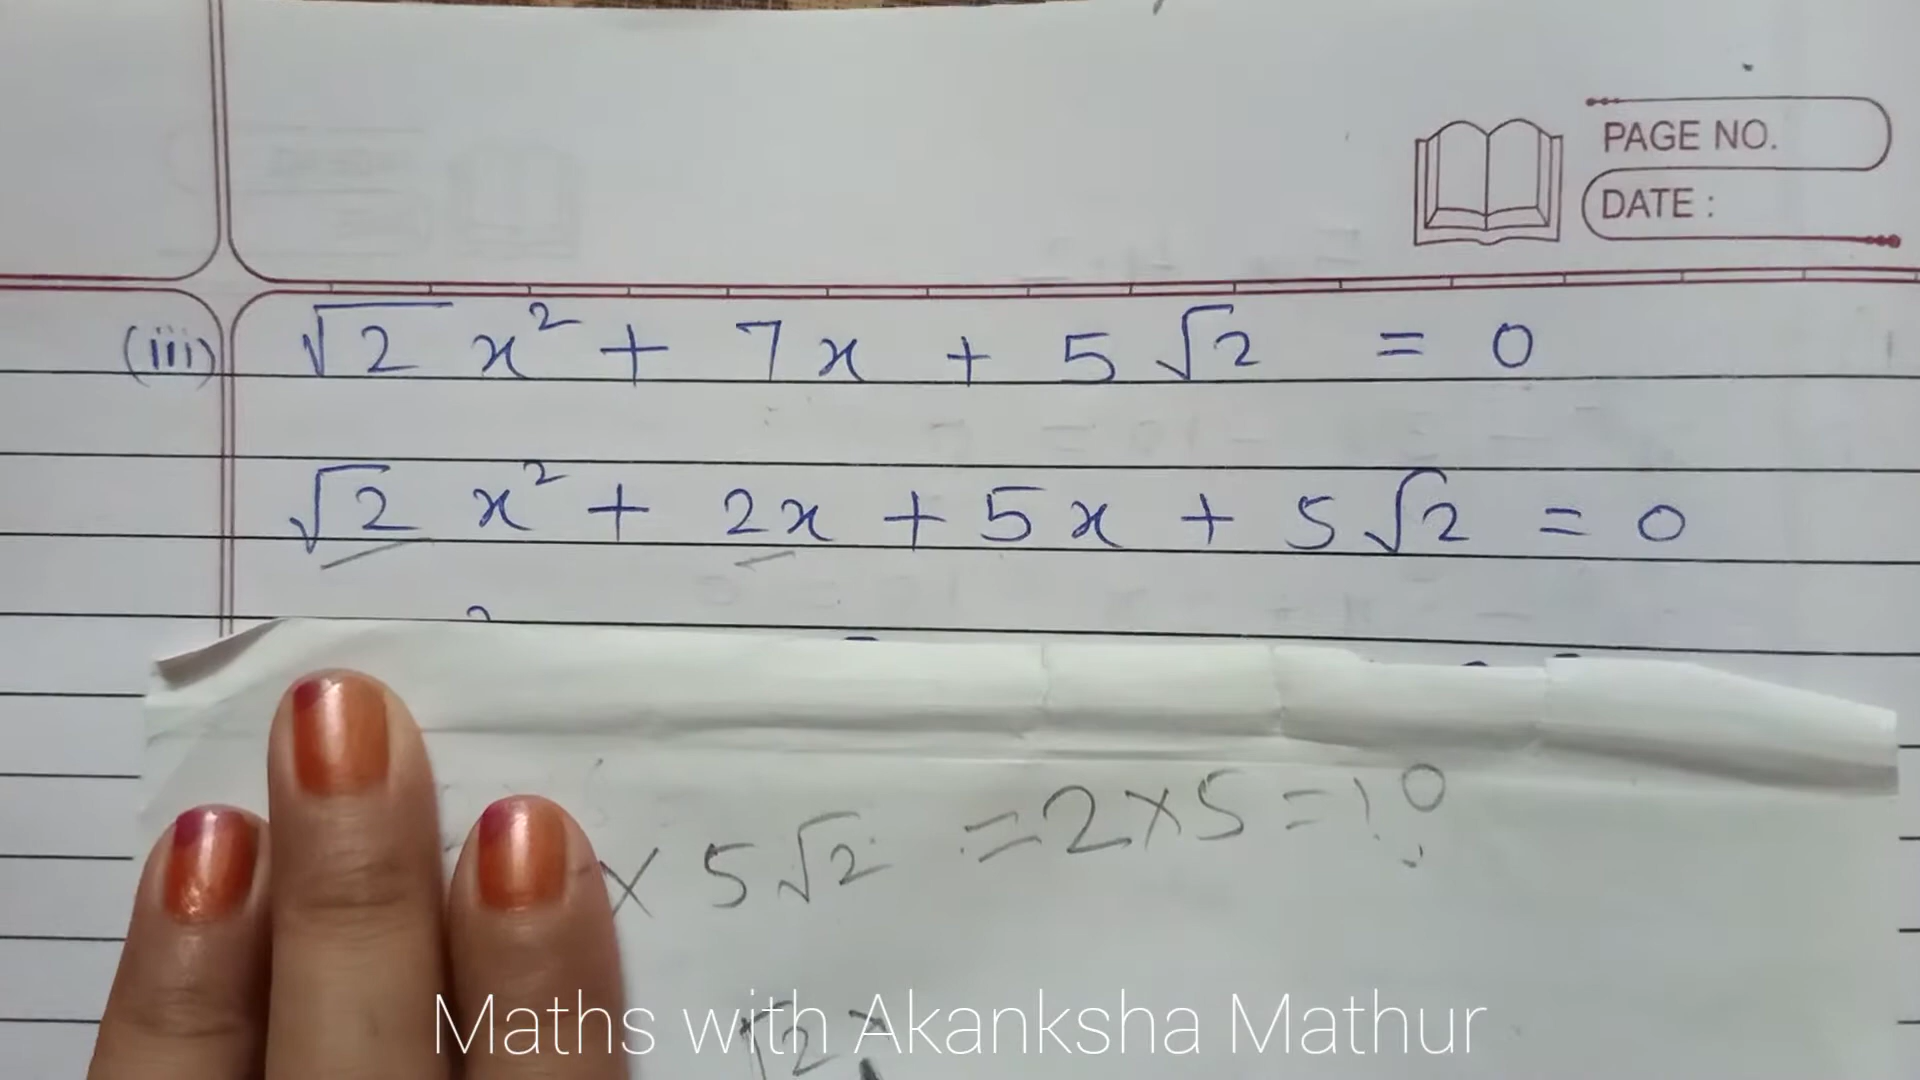 PAGE NO.
DATE :
(iii) √2 x² + 7x + 5√2 = 0
√2 x² + 2x + 5x + 5√2 = 0
× 5√2 = 2×5 = 10
√2 ×
Maths with Akanksha Mathur